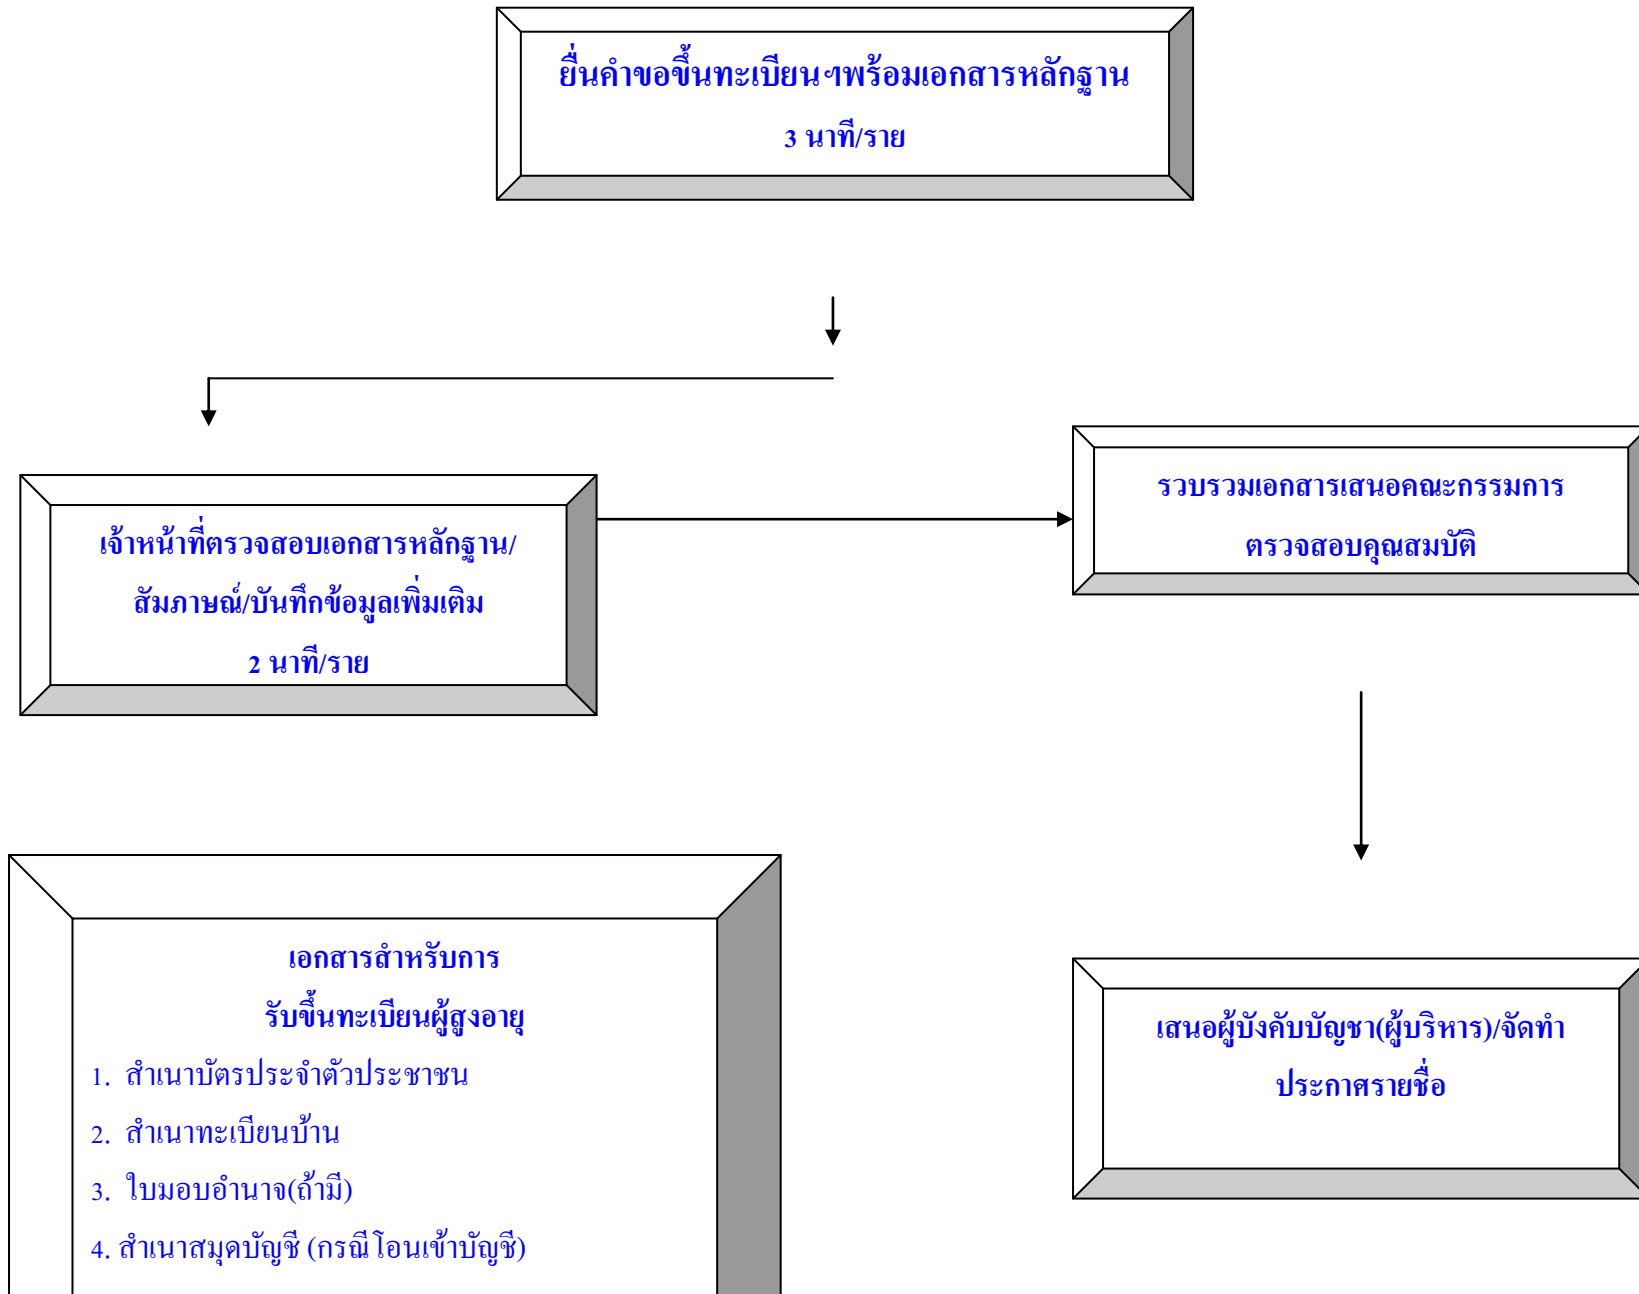 ยื่นคำขอขึ้นทะเบียนฯพร้อมเอกสารหลักฐาน
3 นาที/ราย
เจ้าหน้าที่ตรวจสอบเอกสารหลักฐาน/
สัมภาษณ์/บันทึกข้อมูลเพิ่มเติม
2 นาที/ราย
รวบรวมเอกสารเสนอคณะกรรมการ
ตรวจสอบคุณสมบัติ
เอกสารสำหรับการ
รับขึ้นทะเบียนผู้สูงอายุ
1. สำเนาบัตรประจำตัวประชาชน
2. สำเนาทะเบียนบ้าน
3. ใบมอบอำนาจ(ถ้ามี)
4. สำเนาสมุดบัญชี (กรณีโอนเข้าบัญชี)
เสนอผู้บังคับบัญชา(ผู้บริหาร)/จัดทำ
ประกาศรายชื่อ